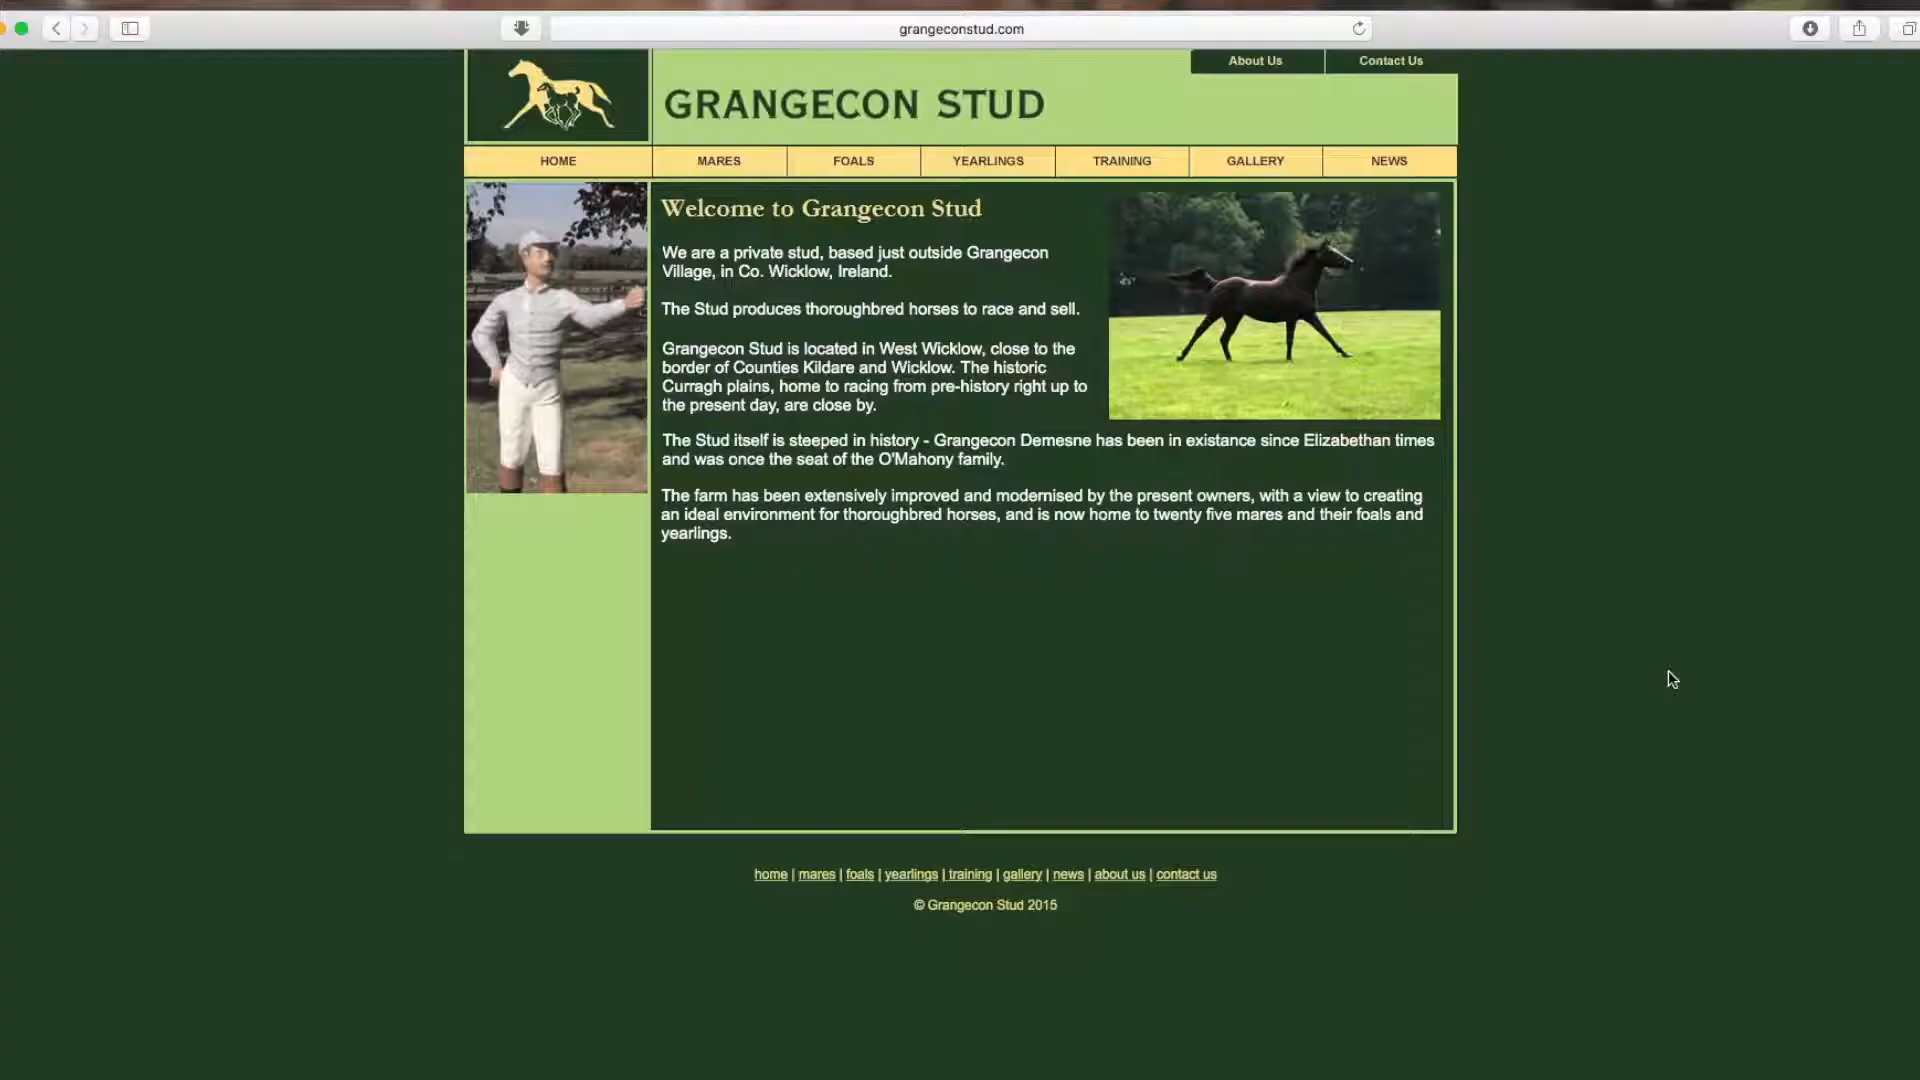 grangeconstud.com
About Us
Contact Us
GRANGECON STUD
HOME
MARES
FOALS
YEARLINGS
TRAINING
GALLERY
NEWS
Welcome to Grangecon Stud
We are a private stud, based just outside Grangecon
Village, in Co. Wicklow, Ireland.
The Stud produces thoroughbred horses to race and sell.
Grangecon Stud is located in West Wicklow, close to the
border of Counties Kildare and Wicklow. The historic
Curragh plains, home to racing from pre-history right up to
the present day, are close by.
The Stud itself is steeped in history - Grangecon Demesne has been in existance since Elizabethan times
and was once the seat of the O'Mahony family.
The farm has been extensively improved and modernised by the present owners, with a view to creating
an ideal environment for thoroughbred horses, and is now home to twenty five mares and their foals and
yearlings.
home | mares | foals | yearlings | training | gallery | news | about us | contact us
© Grangecon Stud 2015